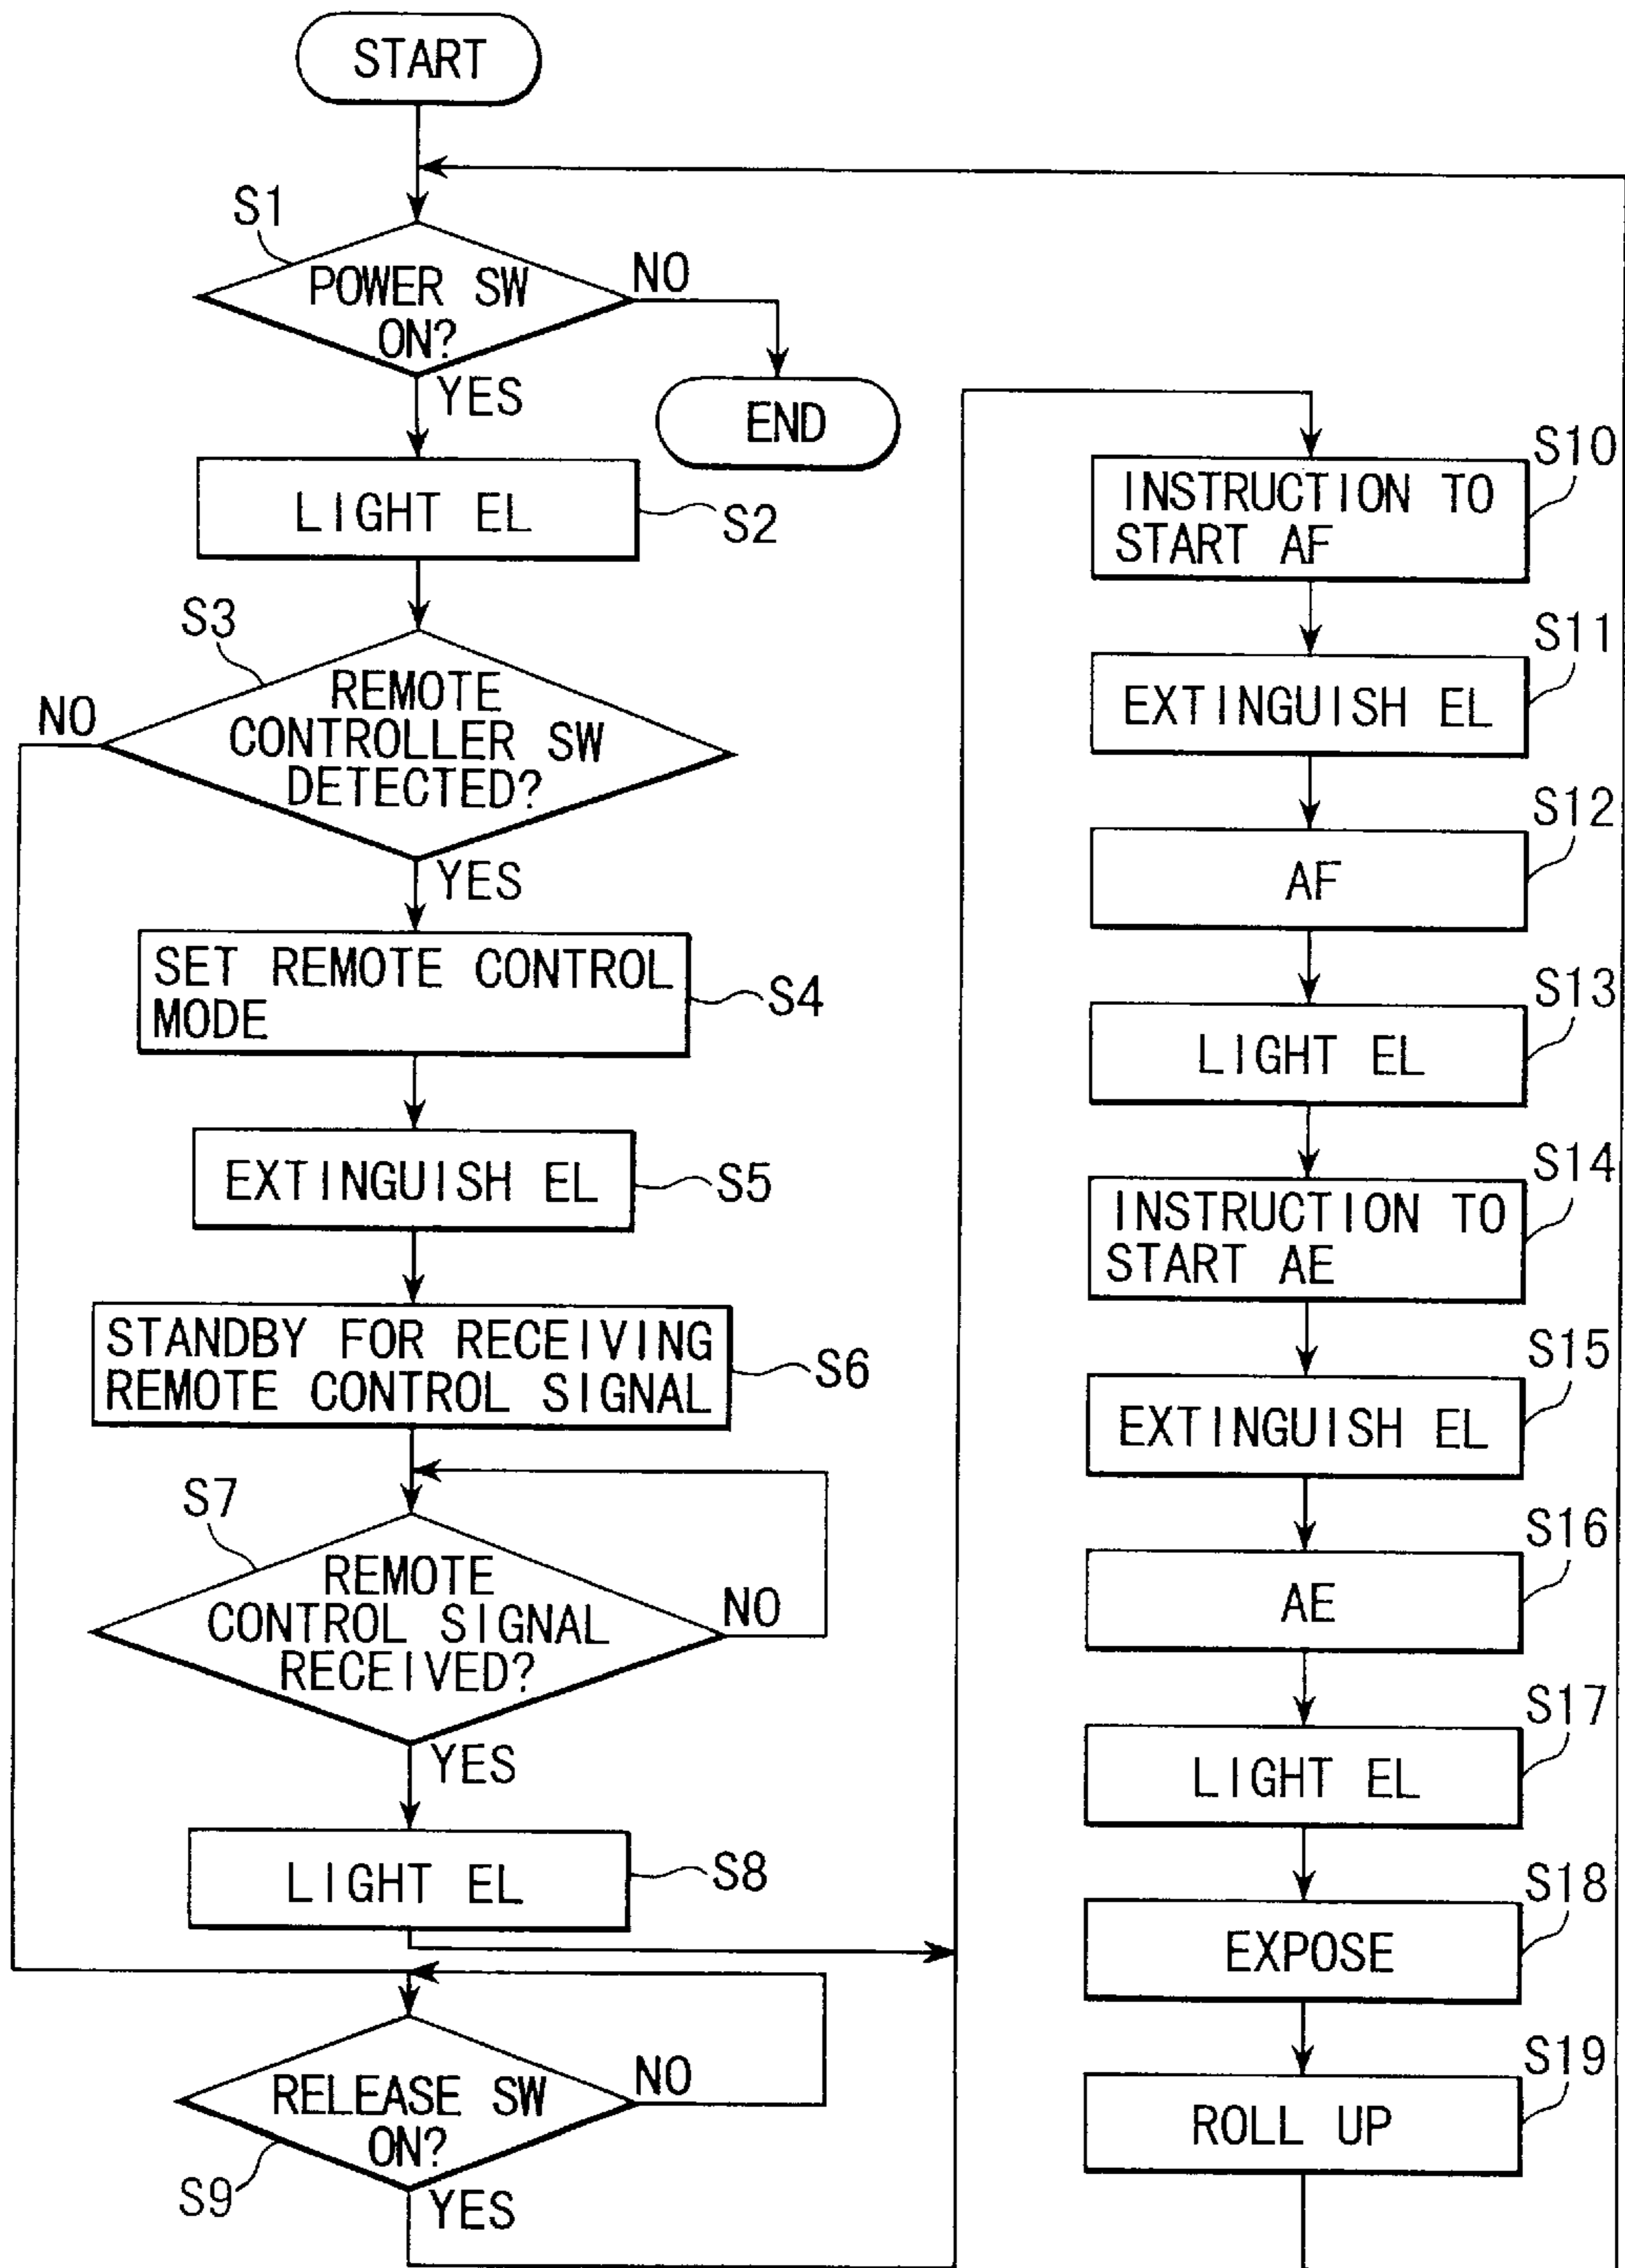 START
S1
POWER SW
ON?
NO
YES
END
LIGHT EL
S2
S3
REMOTE
CONTROLLER SW
DETECTED?
NO
YES
SET REMOTE CONTROL
MODE
S4
EXTINGUISH EL
S5
STANDBY FOR RECEIVING
REMOTE CONTROL SIGNAL
S6
S7
REMOTE
CONTROL SIGNAL
RECEIVED?
NO
YES
LIGHT EL
S8
RELEASE SW
ON?
NO
S9
YES
S10
INSTRUCTION TO
START AF
S11
EXTINGUISH EL
S12
AF
S13
LIGHT EL
S14
INSTRUCTION TO
START AE
S15
EXTINGUISH EL
S16
AE
S17
LIGHT EL
S18
EXPOSE
S19
ROLL UP